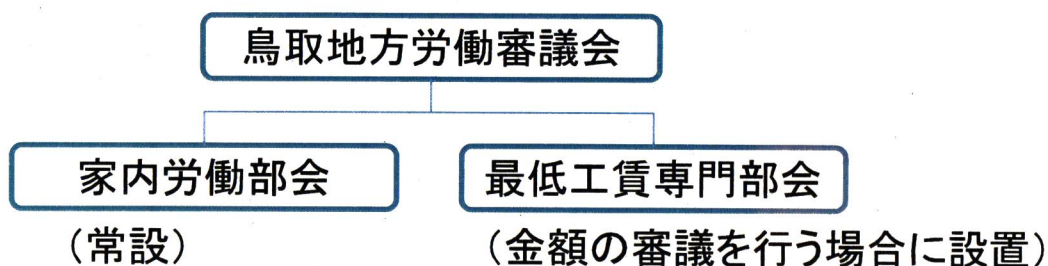 鳥取地方労働審議会
家内労働部会
最低工賃専門部会
（常設）
（金額の審議を行う場合に設置）